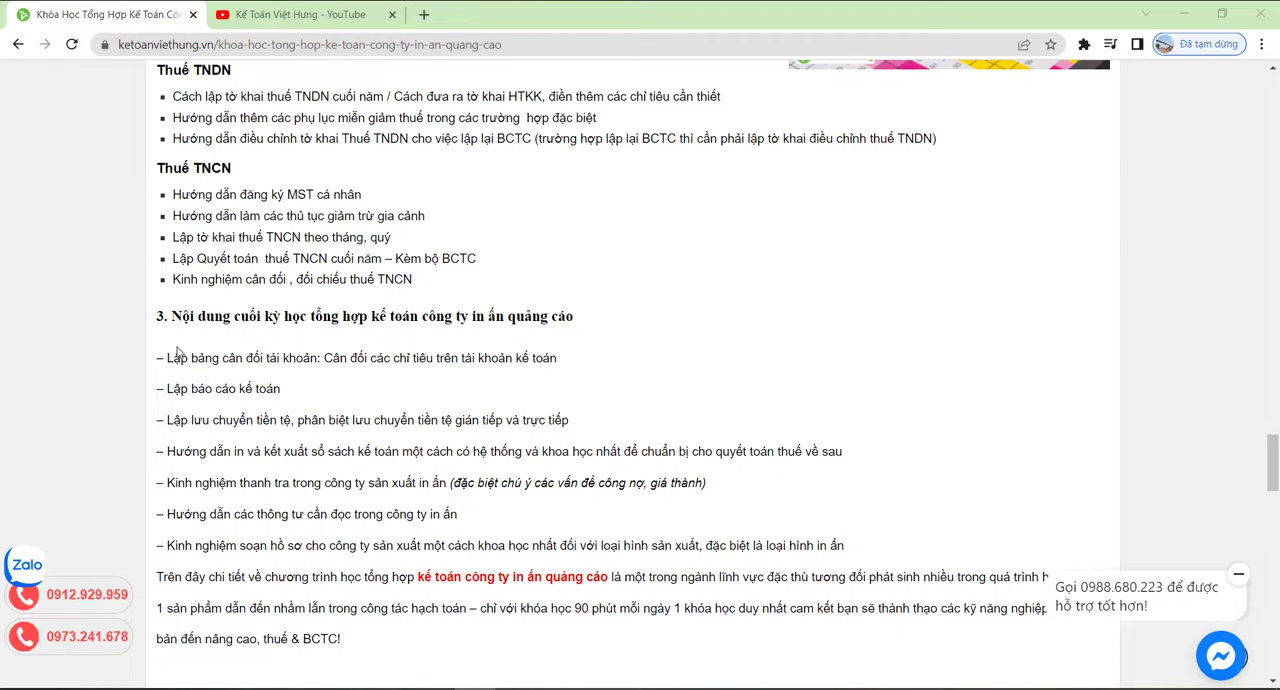 Khóa Học Tổng Hợp Kế Toán Cô
Kế Toán Việt Hưng - YouTube
ketoanviethung.vn/khoa-hoc-tong-hop-ke-toan-cong-ty-in-an-quang-cao
Đã tạm dừng
Thuế TNDN
Cách lập tờ khai thuế TNDN cuối năm / Cách đưa ra tờ khai HTKK, điền thêm các chỉ tiêu cần thiết
Hướng dẫn thêm các phụ lục miễn giảm thuế trong các trường hợp đặc biệt
Hướng dẫn điều chỉnh tờ khai Thuế TNDN cho việc lập lại BCTC (trường hợp lập lại BCTC thì cần phải lập tờ khai điều chỉnh thuế TNDN)
Thuế TNCN
Hướng dẫn đăng ký MST cá nhân
Hướng dẫn làm các thủ tục giảm trừ gia cảnh
Lập tờ khai thuế TNCN theo tháng, quý
Lập Quyết toán thuế TNCN cuối năm – Kèm bộ BCTC
Kinh nghiệm cân đối , đối chiếu thuế TNCN
3. Nội dung cuối kỳ học tổng hợp kế toán công ty in ấn quảng cáo
– Lập bảng cân đối tài khoản: Cân đối các chỉ tiêu trên tài khoản kế toán
– Lập báo cáo kế toán
– Lập lưu chuyển tiền tệ, phân biệt lưu chuyển tiền tệ gián tiếp và trực tiếp
– Hướng dẫn in và kết xuất sổ sách kế toán một cách có hệ thống và khoa học nhất để chuẩn bị cho quyết toán thuế về sau
– Kinh nghiệm thanh tra trong công ty sản xuất in ấn (đặc biệt chú ý các vấn đề công nợ, giá thành)
– Hướng dẫn các thông tư cần đọc trong công ty in ấn
– Kinh nghiệm soạn hồ sơ cho công ty sản xuất một cách khoa học nhất đối với loại hình sản xuất, đặc biệt là loại hình in ấn
Trên đây chi tiết về chương trình học tổng hợp kế toán công ty in ấn quảng cáo là một trong ngành lĩnh vực đặc thù tương đối phát sinh nhiều trong quá trình h
1 sản phẩm dẫn đến nhầm lẫn trong công tác hạch toán – chỉ với khóa học 90 phút mỗi ngày 1 khóa học duy nhất cam kết bạn sẽ thành thạo các kỹ năng nghiệp
bản đến nâng cao, thuế & BCTC!
Zalo
0912.929.959
0973.241.678
Gọi 0988.680.223 để được
hỗ trợ tốt hơn!